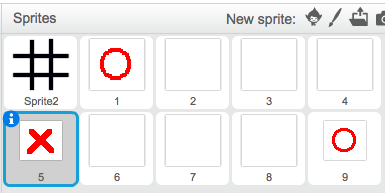 Sprites New sprite:
Sprite2 1 2 3 4
5 6 7 8 9